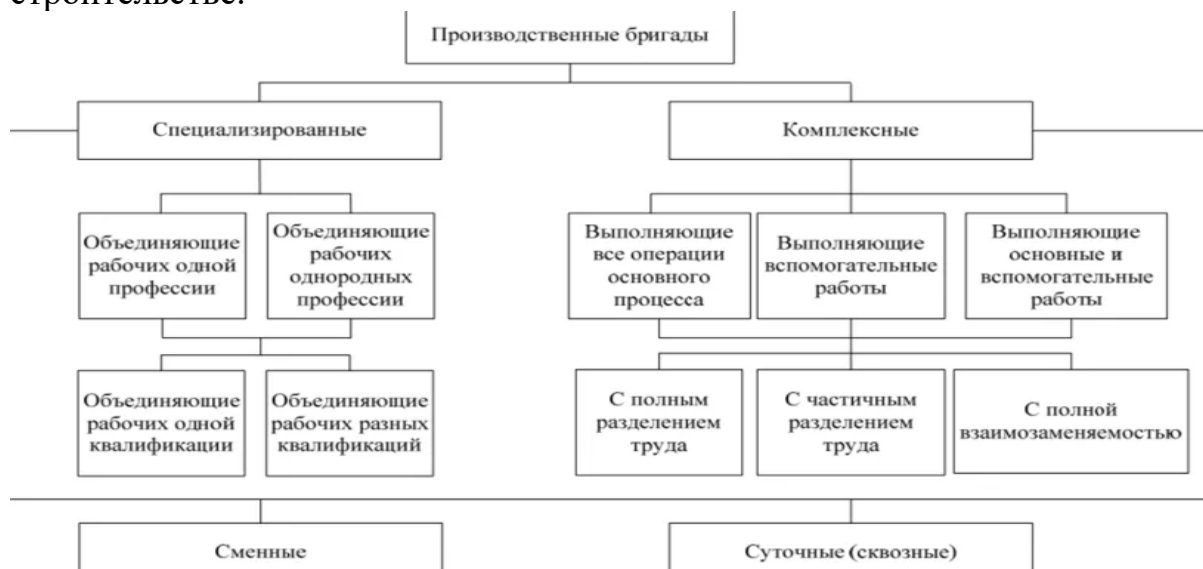 строительстве.
Производственные бригады
Специализированные
Комплексные
Объединяющие
рабочих одной
профессии
Объединяющие
рабочих
однородных
профессии
Выполняющие
все операции
основного
процесса
Выполняющие
вспомогательные
работы
Выполняющие
основные и
вспомогательные
работы
Объединяющие
рабочих одной
квалификации
Объединяющие
рабочих разных
квалификаций
С полным
разделением
труда
С частичным
разделением
труда
С полной
взаимозаменяемостью
Сменные
Суточные (сквозные)